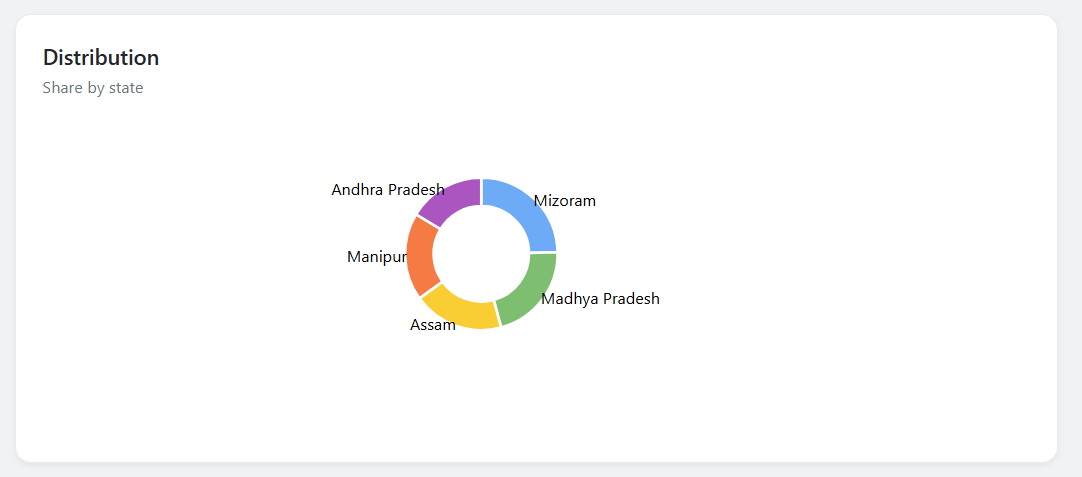 Distribution
Share by state
Andhra Pradesh
Mizoram
Manipur
Madhya Pradesh
Assam